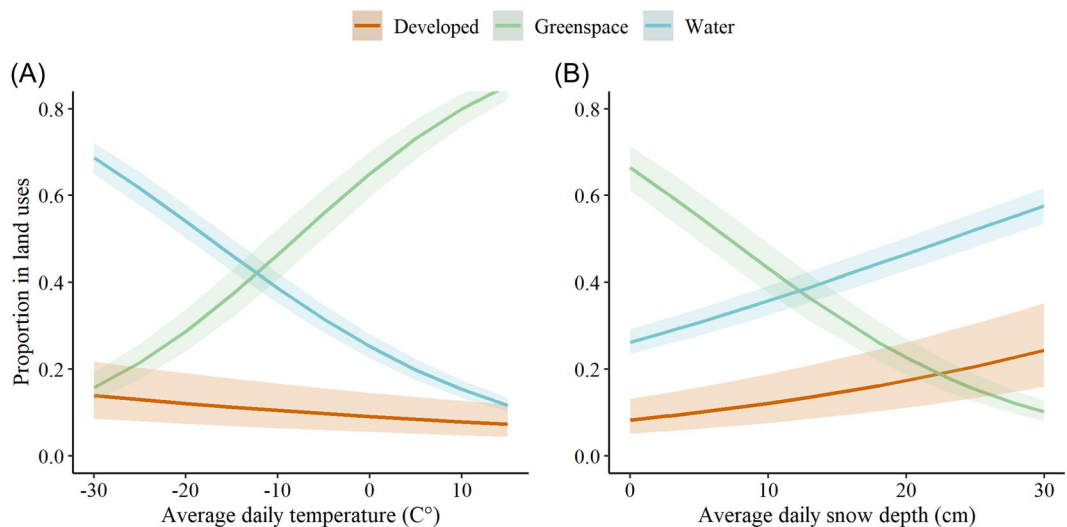 Developed Greenspace Water
(A) (B)
Proportion in land uses
0.8
0.6
0.4
0.2
0.0
-30 -20 -10 0 10
Average daily temperature (C°)
0.8
0.6
0.4
0.2
0.0
0 10 20 30
Average daily snow depth (cm)